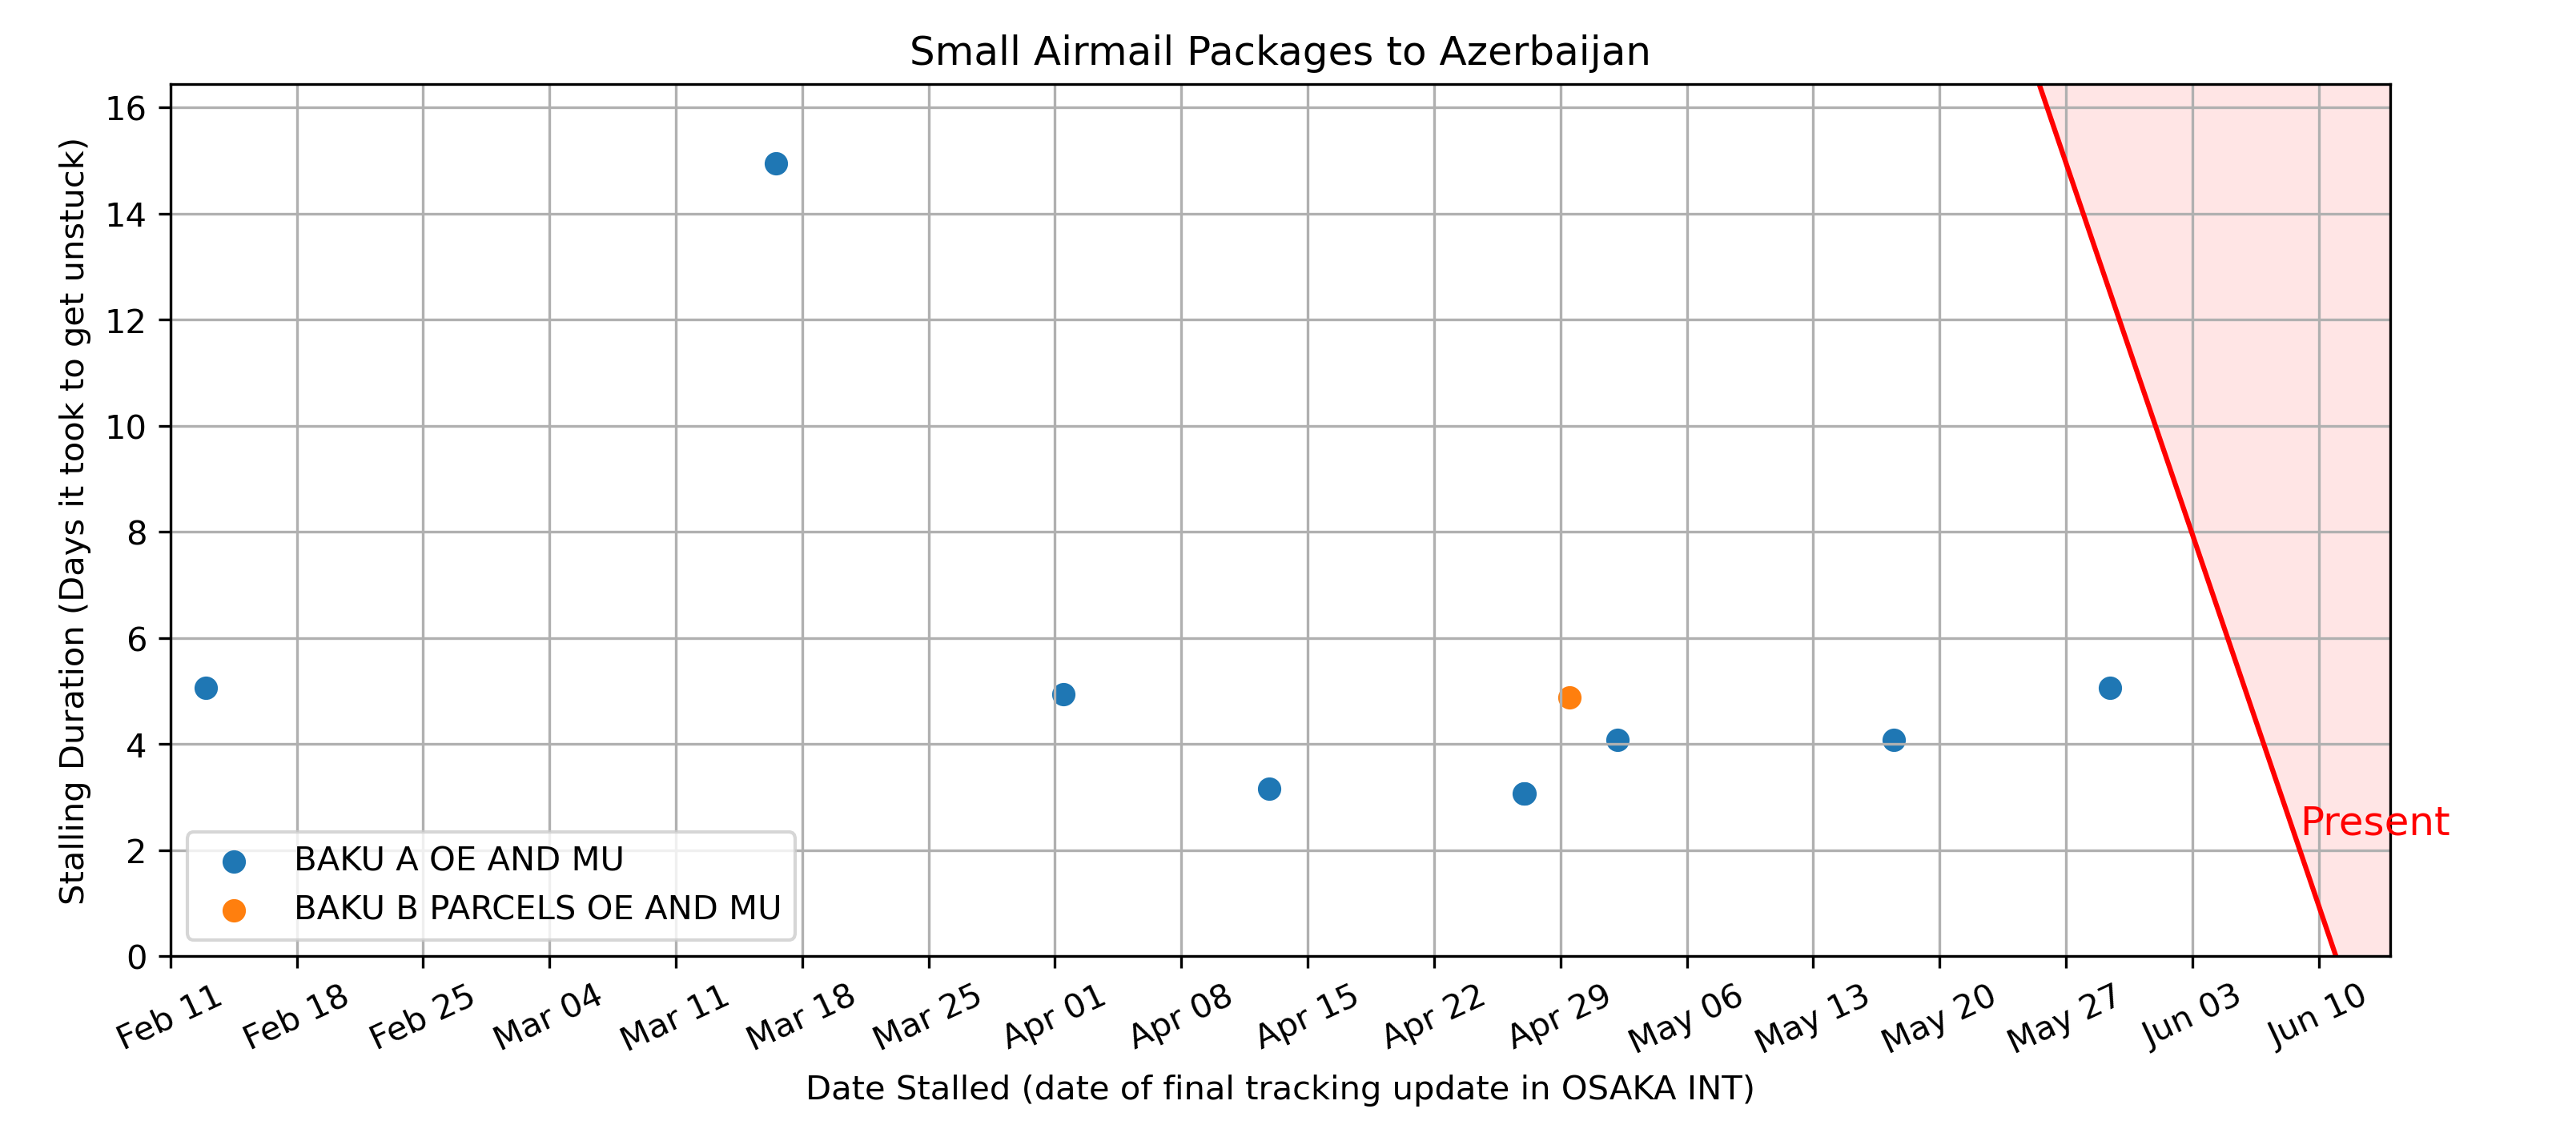 Small Airmail Packages to Azerbaijan
Stalling Duration (Days it took to get unstuck)
16
14
12
10
8
6
4
2
0
Present
BAKU A OE AND MU
BAKU B PARCELS OE AND MU
Feb 11
Feb 18
Feb 25
Mar 04
Mar 11
Mar 18
Mar 25
Apr 01
Apr 08
Apr 15
Apr 22
Apr 29
May 06
May 13
May 20
May 27
Jun 03
Jun 10
Date Stalled (date of final tracking update in OSAKA INT)